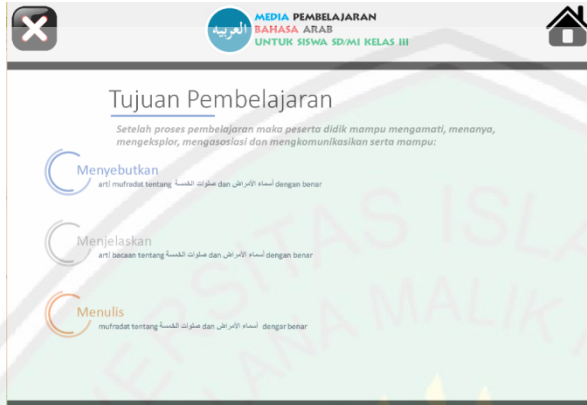 العربيه
MEDIA PEMBELAJARAN
BAHASA ARAB
UNTUK SISWA SD/MI KELAS III
Tujuan Pembelajaran
Setelah proses pembelajaran maka peserta didik mampu mengamati, menanya,
mengeksplor, mengasosiasi dan mengkomunikasikan serta mampu:
Menyebutkan
arti mufradat tentang أسماء الأمراض dan صلوات الخمسة dengan benar
Menjelaskan
arti bacaan tentang أسماء الأمراض dan صلوات الخمسة dengan benar
Menulis
mufradat tentang أسماء الأمراض dan صلوات الخمسة dengar benar